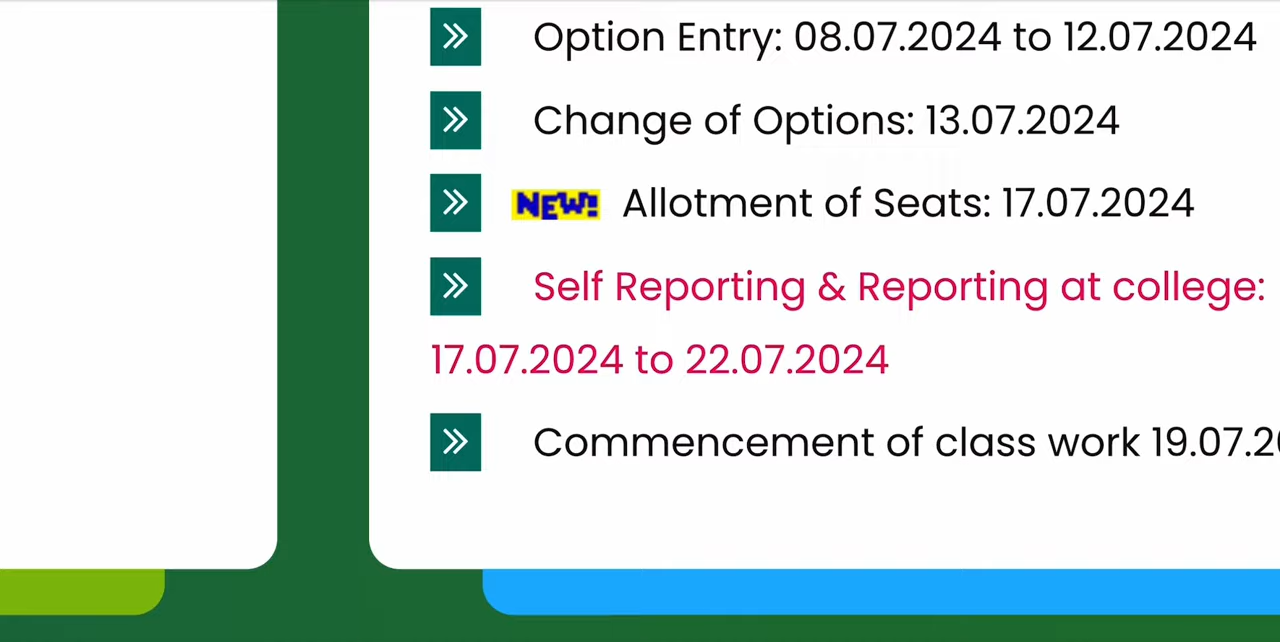 Option Entry: 08.07.2024 to 12.07.2024
Change of Options: 13.07.2024
NEW! Allotment of Seats: 17.07.2024
Self Reporting & Reporting at college:
17.07.2024 to 22.07.2024
Commencement of class work 19.07.2